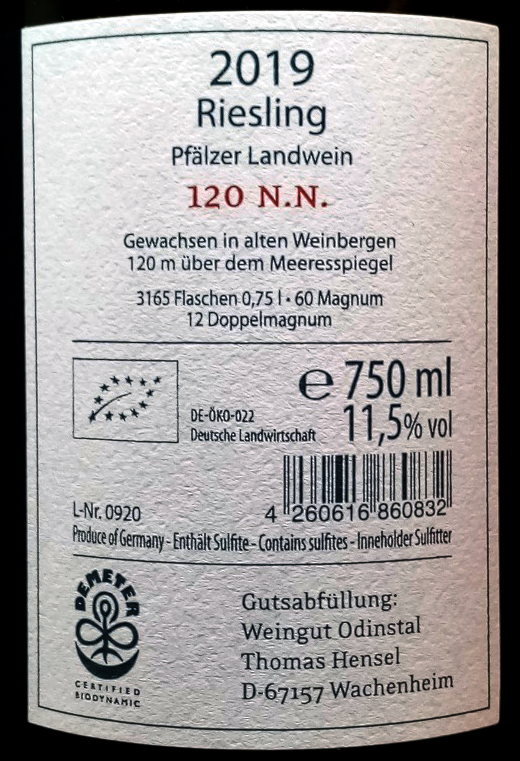 2019
Riesling
Pfälzer Landwein
120 N.N.
Gewachsen in alten Weinbergen
120 m über dem Meeresspiegel
3165 Flaschen 0,75 l • 60 Magnum
12 Doppelmagnum
℮ 750 ml
DE-ÖKO-022
11,5% vol
Deutsche Landwirtschaft
4 260616 860832
L-Nr. 0920
Produce of Germany - Enthält Sulfite - Contains sulfites - Inneholder Sulfitter
DEMETER
CERTIFIED
BIODYNAMIC
Gutsabfüllung:
Weingut Odinstal
Thomas Hensel
D-67157 Wachenheim